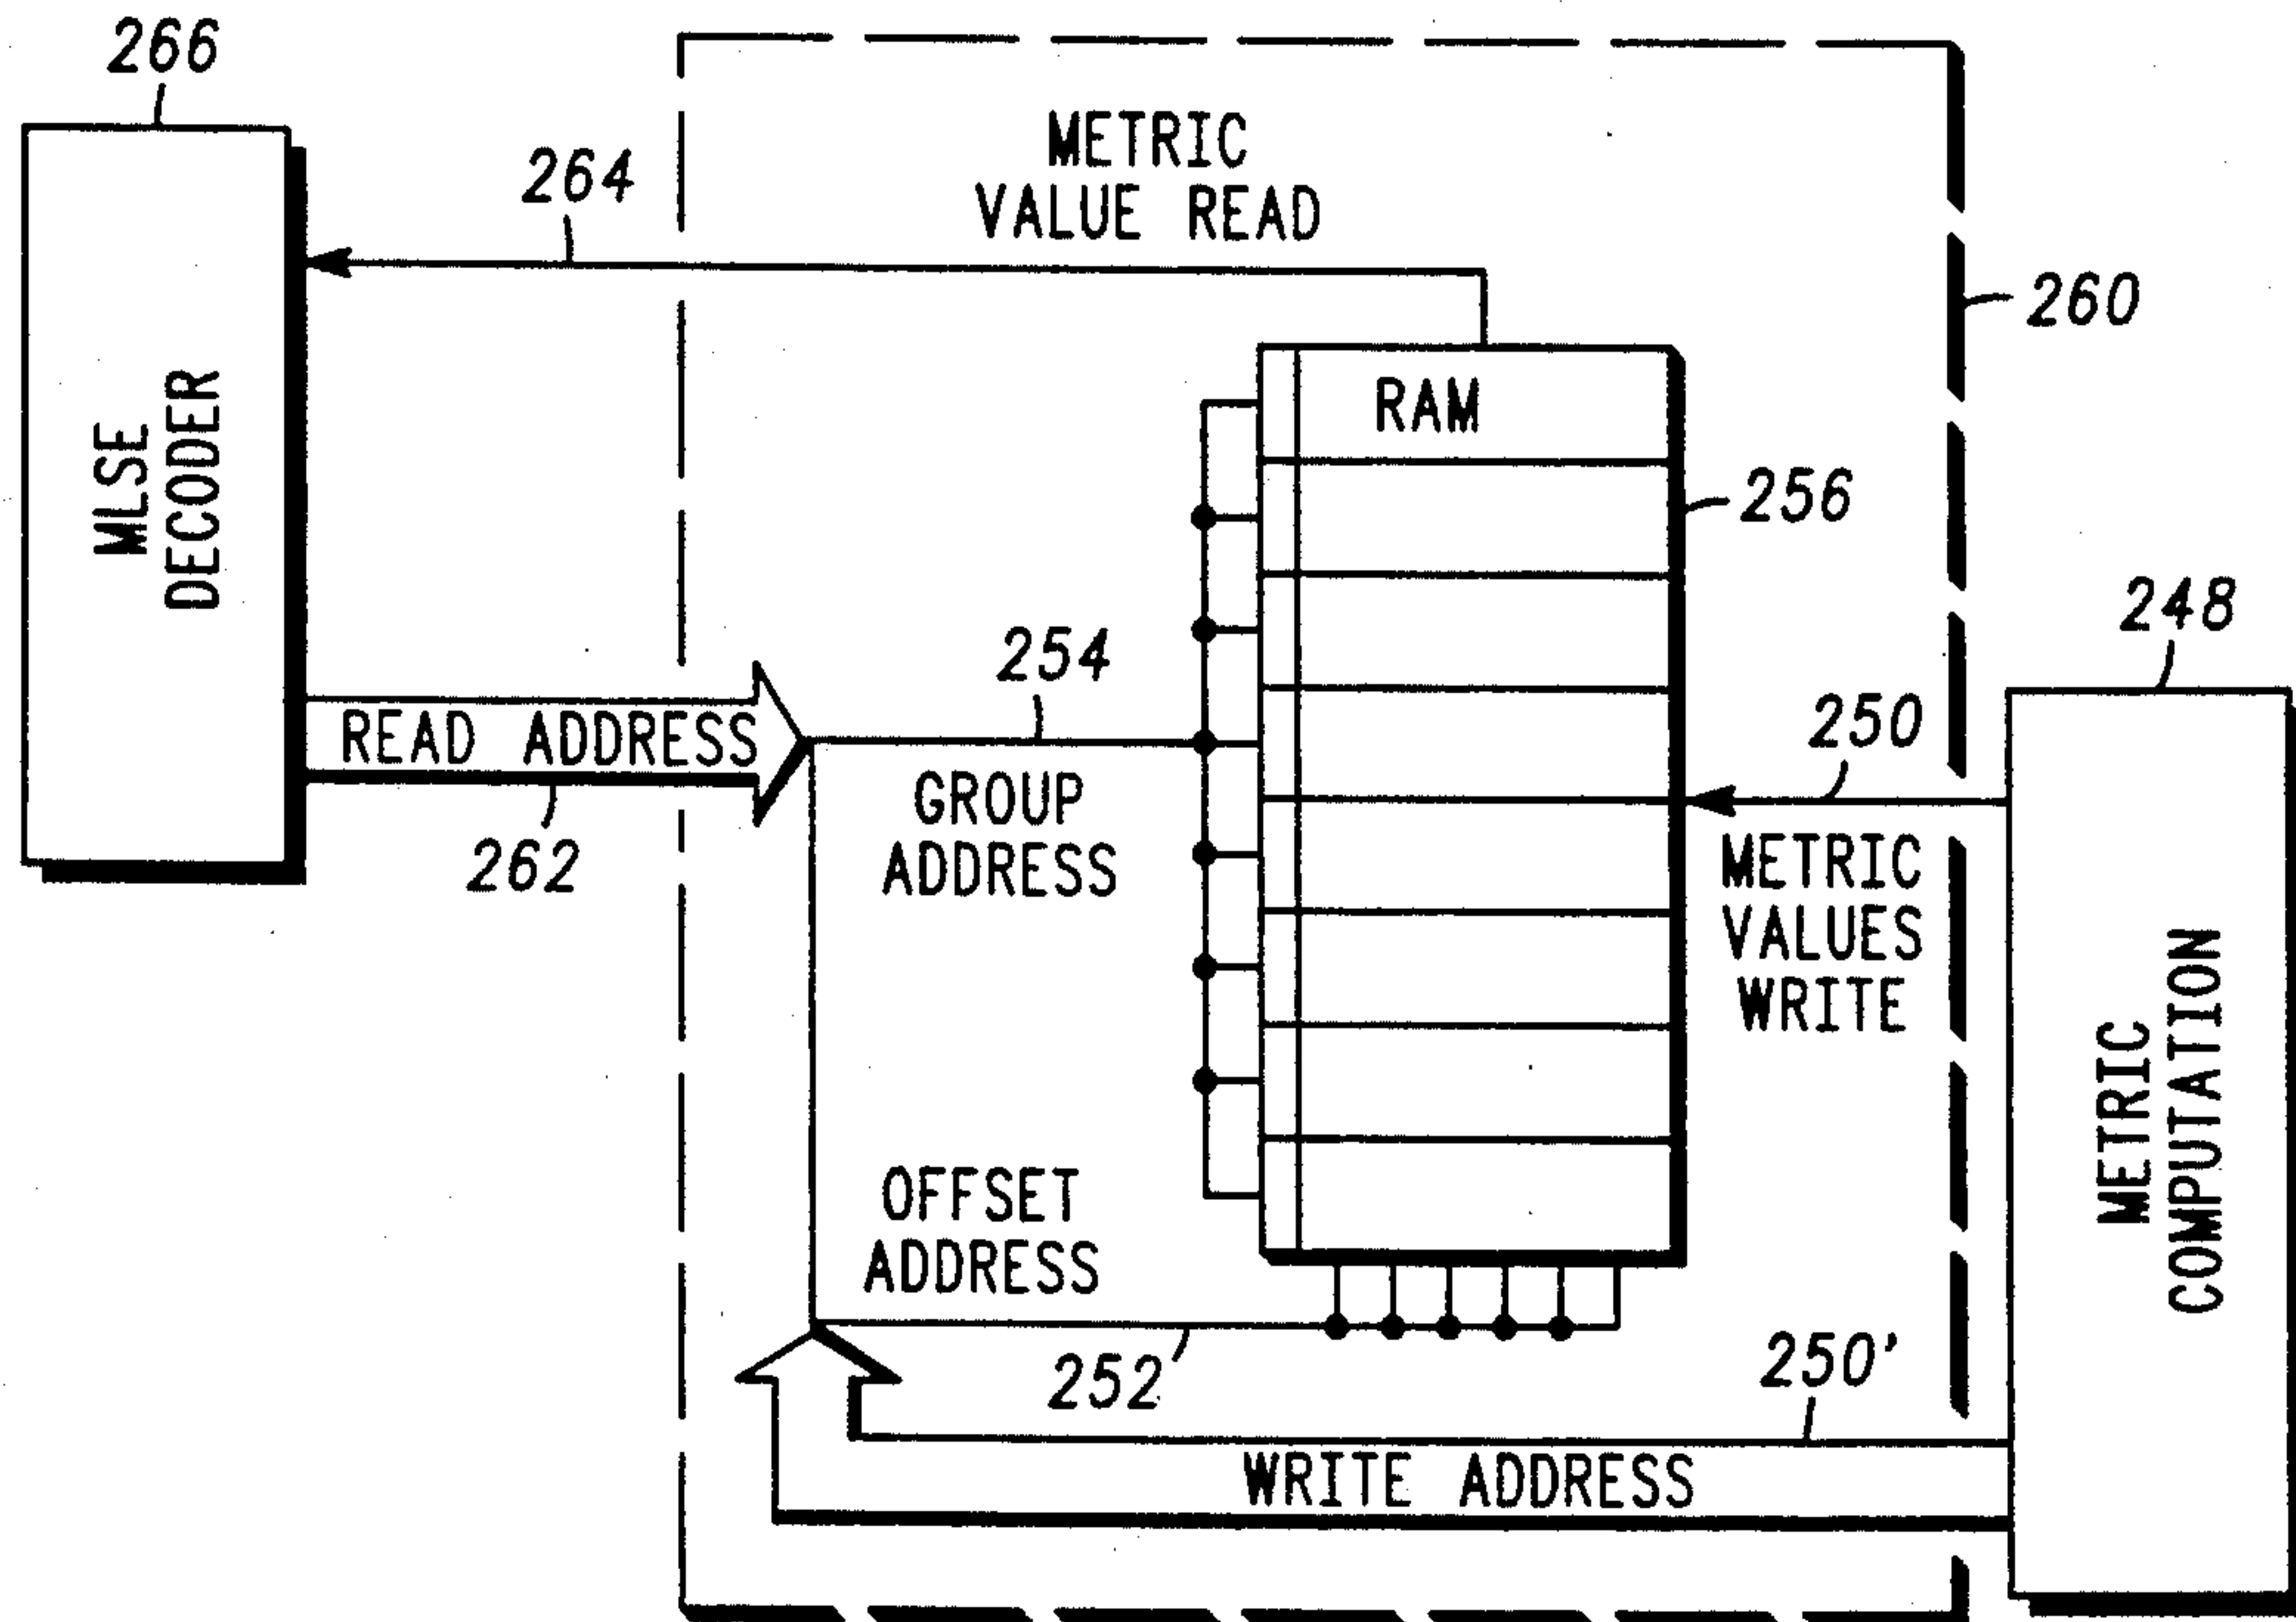 266
264
METRIC
VALUE READ
260
MLSE
DECODER
RAM
256
248
254
250
READ ADDRESS
262
GROUP
ADDRESS
METRIC
VALUES
WRITE
METRIC
COMPUTATION
OFFSET
ADDRESS
252
250'
WRITE ADDRESS